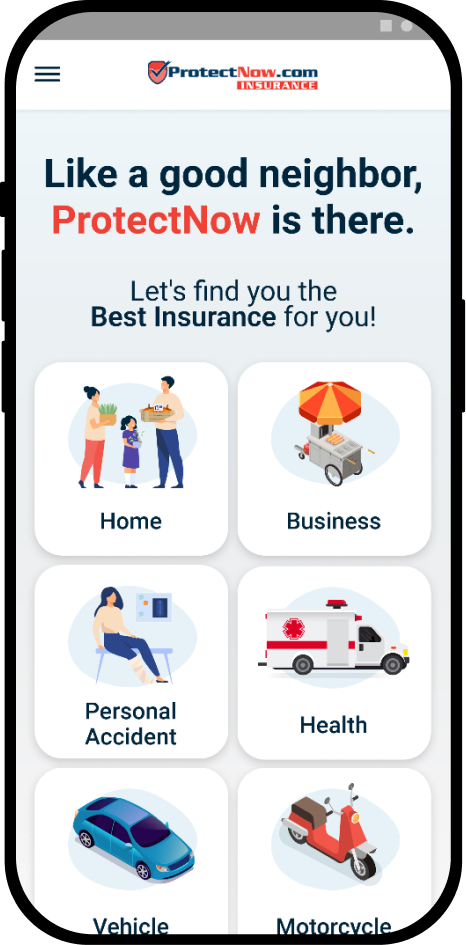 ProtectNow.com
INSURANCE
Like a good neighbor,
ProtectNow is there.
Let's find you the
Best Insurance for you!
Home
Business
Personal
Accident
Health
Vehicle
Motorcycle